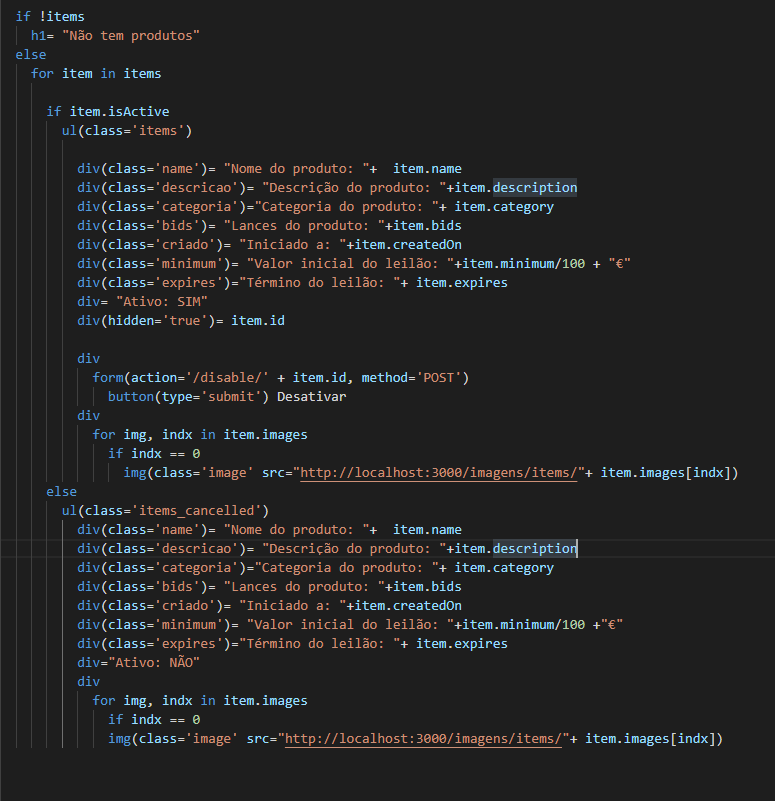 if !items
  h1= "Não tem produtos"
else
  for item in items

    if item.isActive
      ul(class='items')

        div(class='name')= "Nome do produto: "+  item.name
        div(class='descricao')= "Descrição do produto: "+item.description
        div(class='categoria')="Categoria do produto: "+ item.category
        div(class='bids')= "Lances do produto: "+item.bids
        div(class='criado')= "Iniciado a: "+item.createdOn
        div(class='minimum')= "Valor inicial do leilão: "+item.minimum/100 + "€"
        div(class='expires')="Término do leilão: "+ item.expires
        div= "Ativo: SIM"
        div(hidden='true')= item.id

        div
          form(action='/disable/' + item.id, method='POST')
            button(type='submit') Desativar
        div
          for img, indx in item.images
            if indx == 0
              img(class='image' src="http://localhost:3000/imagens/items/"+ item.images[indx])
    else
      ul(class='items_cancelled')
        div(class='name')= "Nome do produto: "+  item.name
        div(class='descricao')= "Descrição do produto: "+item.description
        div(class='categoria')="Categoria do produto: "+ item.category
        div(class='bids')= "Lances do produto: "+item.bids
        div(class='criado')= "Iniciado a: "+item.createdOn
        div(class='minimum')= "Valor inicial do leilão: "+item.minimum/100 +"€"
        div(class='expires')="Término do leilão: "+ item.expires
        div="Ativo: NÃO"
        div
          for img, indx in item.images
            if indx == 0
            img(class='image' src="http://localhost:3000/imagens/items/"+ item.images[indx])